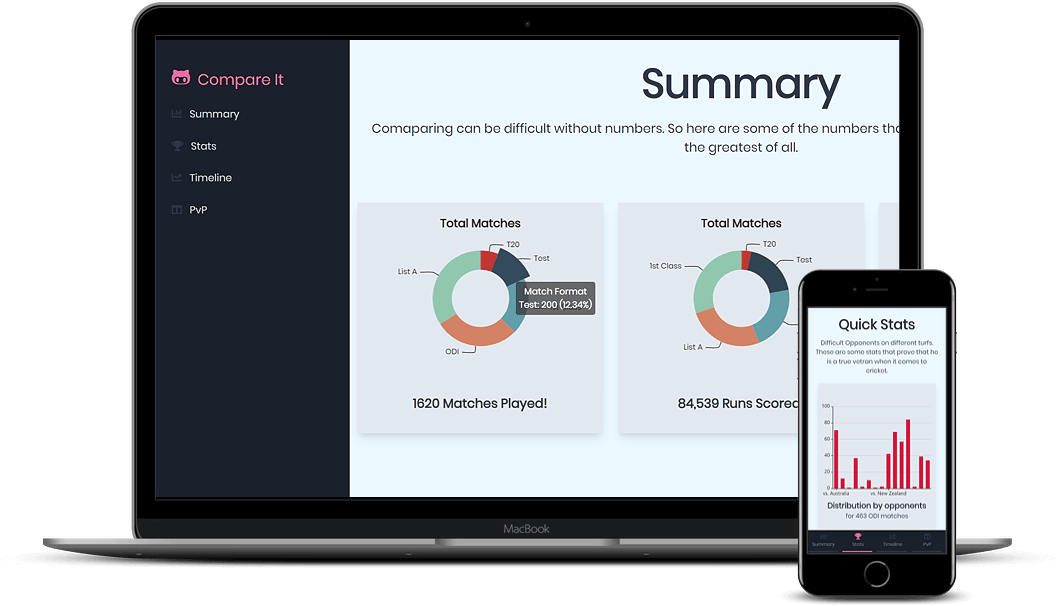 Compare It
Summary
Stats
Timeline
PvP
Summary
Comaparing can be difficult without numbers. So here are some of the numbers tha
the greatest of all.
Total Matches
T20
Test
List A
ODI
Match Format
Test: 200 (12.34%)
1620 Matches Played!
Total Matches
T20
Test
1st Class
List A
84,539 Runs Scored
MacBook
Quick Stats
Difficult Opponents on different turfs.
These are some stats that prove that he
is a true vetran when it comes to
cricket.
100
80
60
40
20
0
vs. Australia
vs. New Zealand
Distribution by opponents
for 463 ODI matches
Summary
Stats
Timeline
PvP